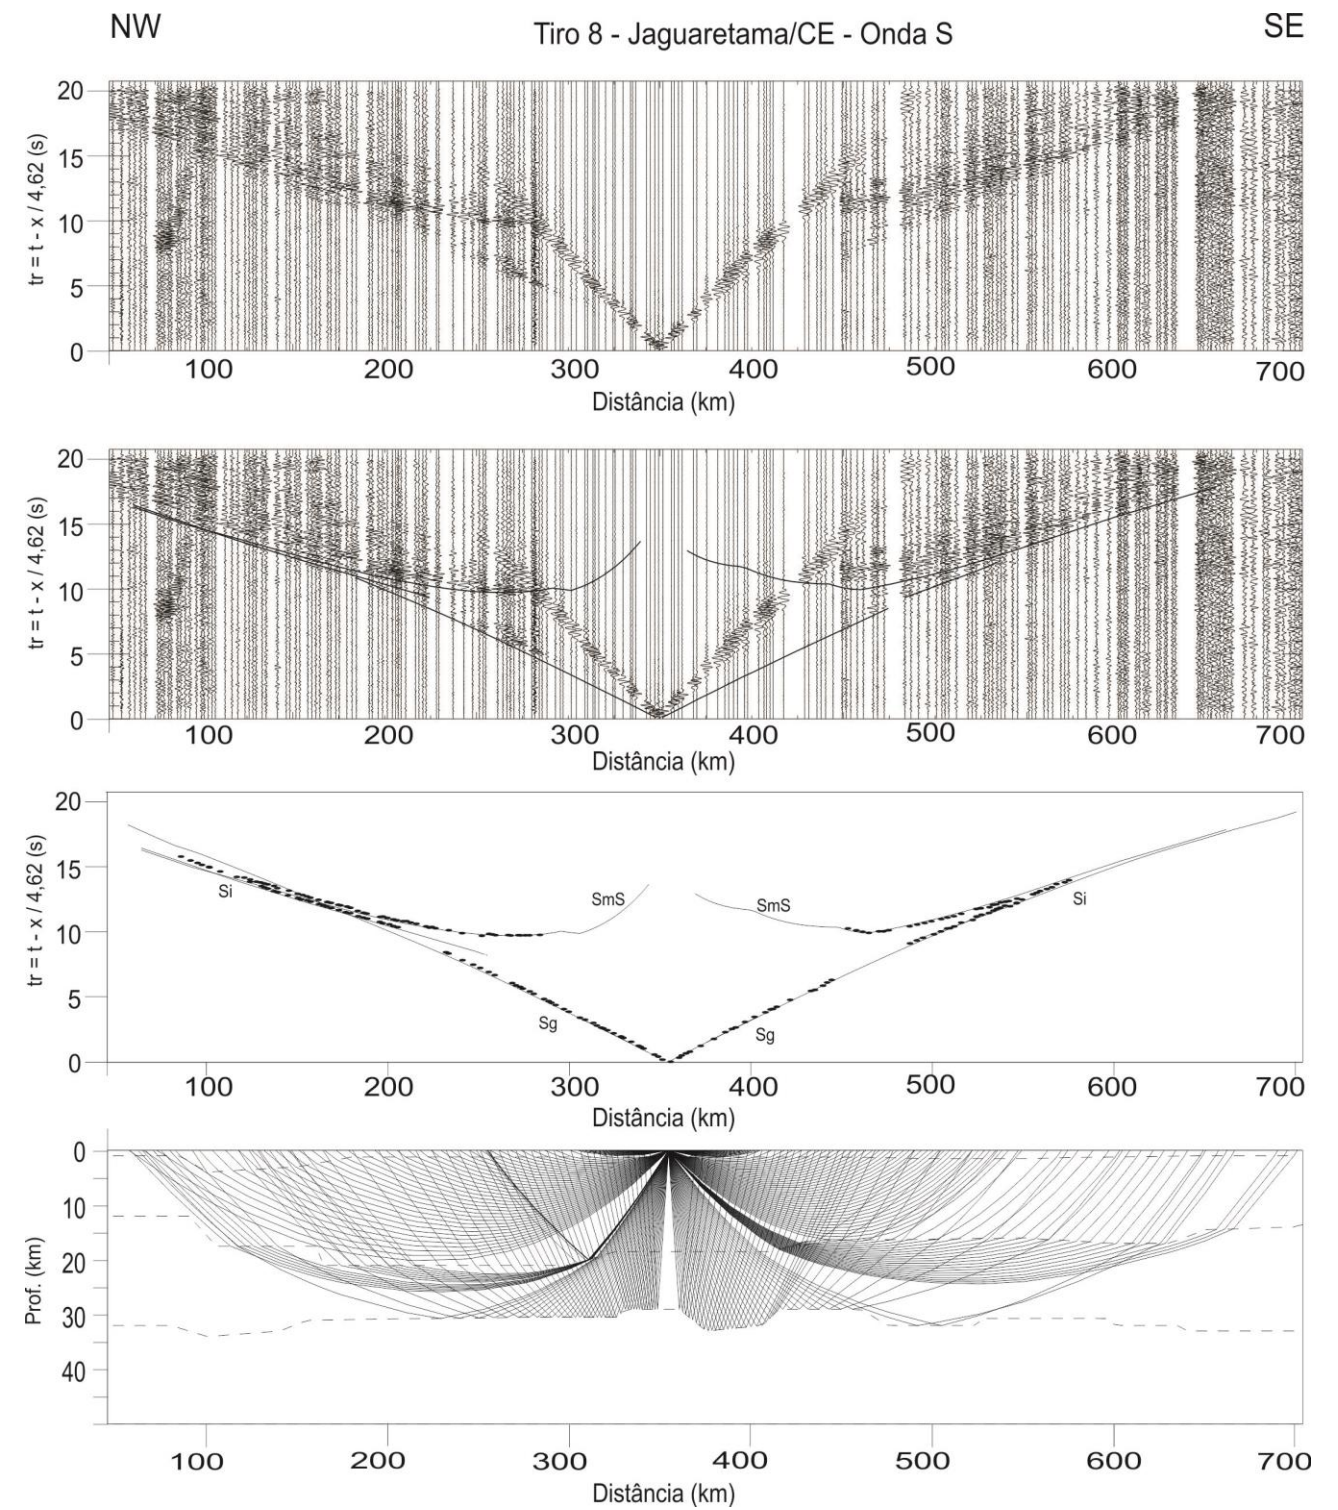 NW Tiro 8 - Jaguaretama/CE - Onda S SE
tr = t - x / 4,62 (s)
20
15
10
5
0
100 200 300 400 500 600 700
Distância (km)
tr = t - x / 4,62 (s)
20
15
10
5
0
100 200 300 400 500 600 700
Distância (km)
tr = t - x / 4,62 (s)
20
15
10
5
0
Si SmS SmS Si
Sg Sg
100 200 300 400 500 600 700
Distância (km)
Prof. (km)
0
10
20
30
40
100 200 300 400 500 600 700
Distância (km)